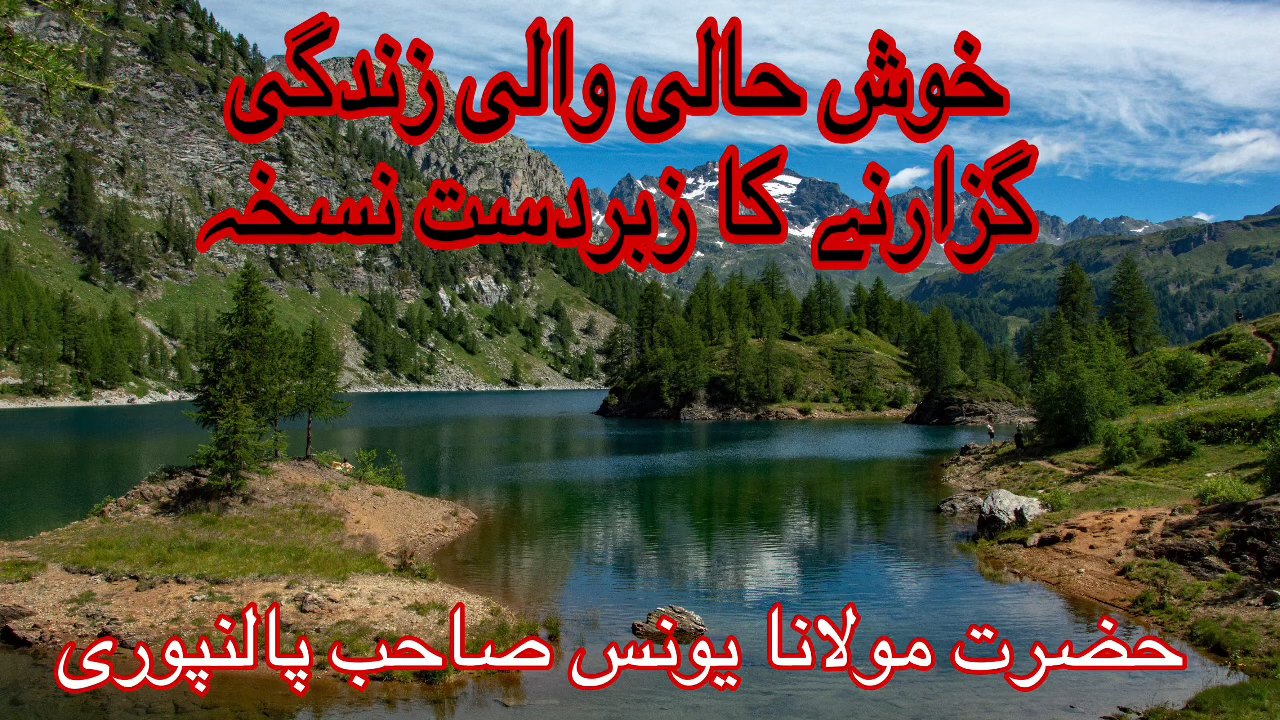 خوش حالی والی زندگی
گزارنے کا زبردست نسخہ
حضرت مولانا یونس صاحب پالنپوری